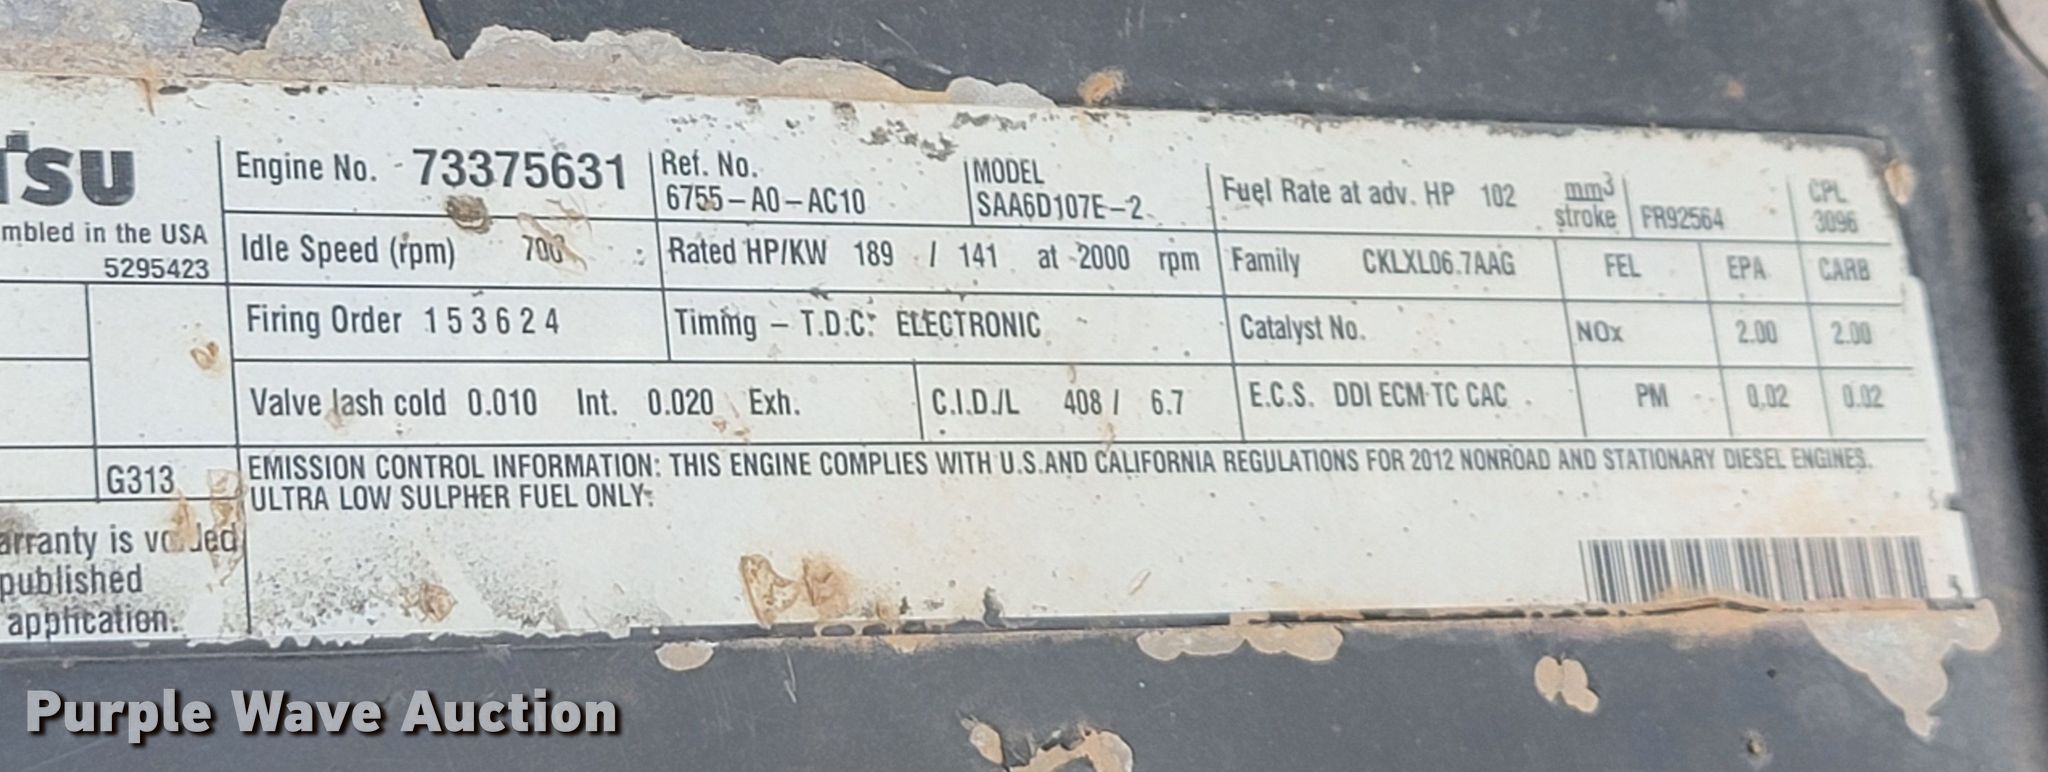 TSU
mbled in the USA
5295423
Engine No. 73375631
Ref. No.
6755-A0-AC10
MODEL
SAA6D107E-2
Fuel Rate at adv. HP 102 mm3
stroke
FR92564
CPL
3096
Idle Speed (rpm) 700
Rated HP/KW 189 / 141 at 2000 rpm
Family CKLXL06.7AAG
FEL
EPA
CARB
Firing Order 1 5 3 6 2 4
Timing - T.D.C. ELECTRONIC
Catalyst No.
NOx
2.00
2.00
Valve lash cold 0.010 Int. 0.020 Exh.
C.I.D./L 408 / 6.7
E.C.S. DDI ECM-TC CAC
PM
0.02
0.02
G313
EMISSION CONTROL INFORMATION: THIS ENGINE COMPLIES WITH U.S.AND CALIFORNIA REGULATIONS FOR 2012 NONROAD AND STATIONARY DIESEL ENGINES.
ULTRA LOW SULPHER FUEL ONLY.
arranty is voided
published
application.
Purple Wave Auction